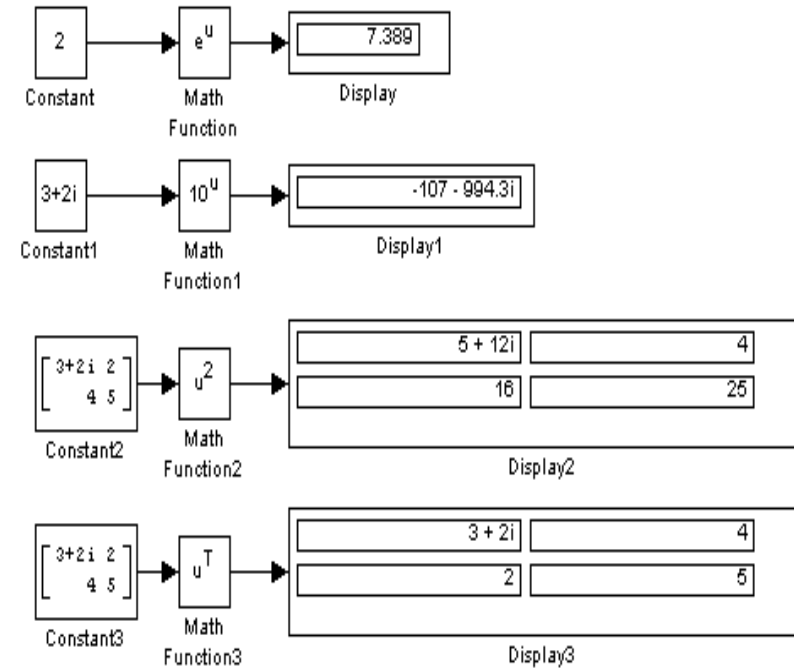 2
e^u
7.389
Constant
Math
Function
Display
3+2i
10^u
-107 - 994.3i
Constant1
Math
Function1
Display1
3+2i 2
4 5
u^2
5 + 12i
4
16
25
Constant2
Math
Function2
Display2
3+2i 2
4 5
u^T
3 + 2i
4
2
5
Constant3
Math
Function3
Display3